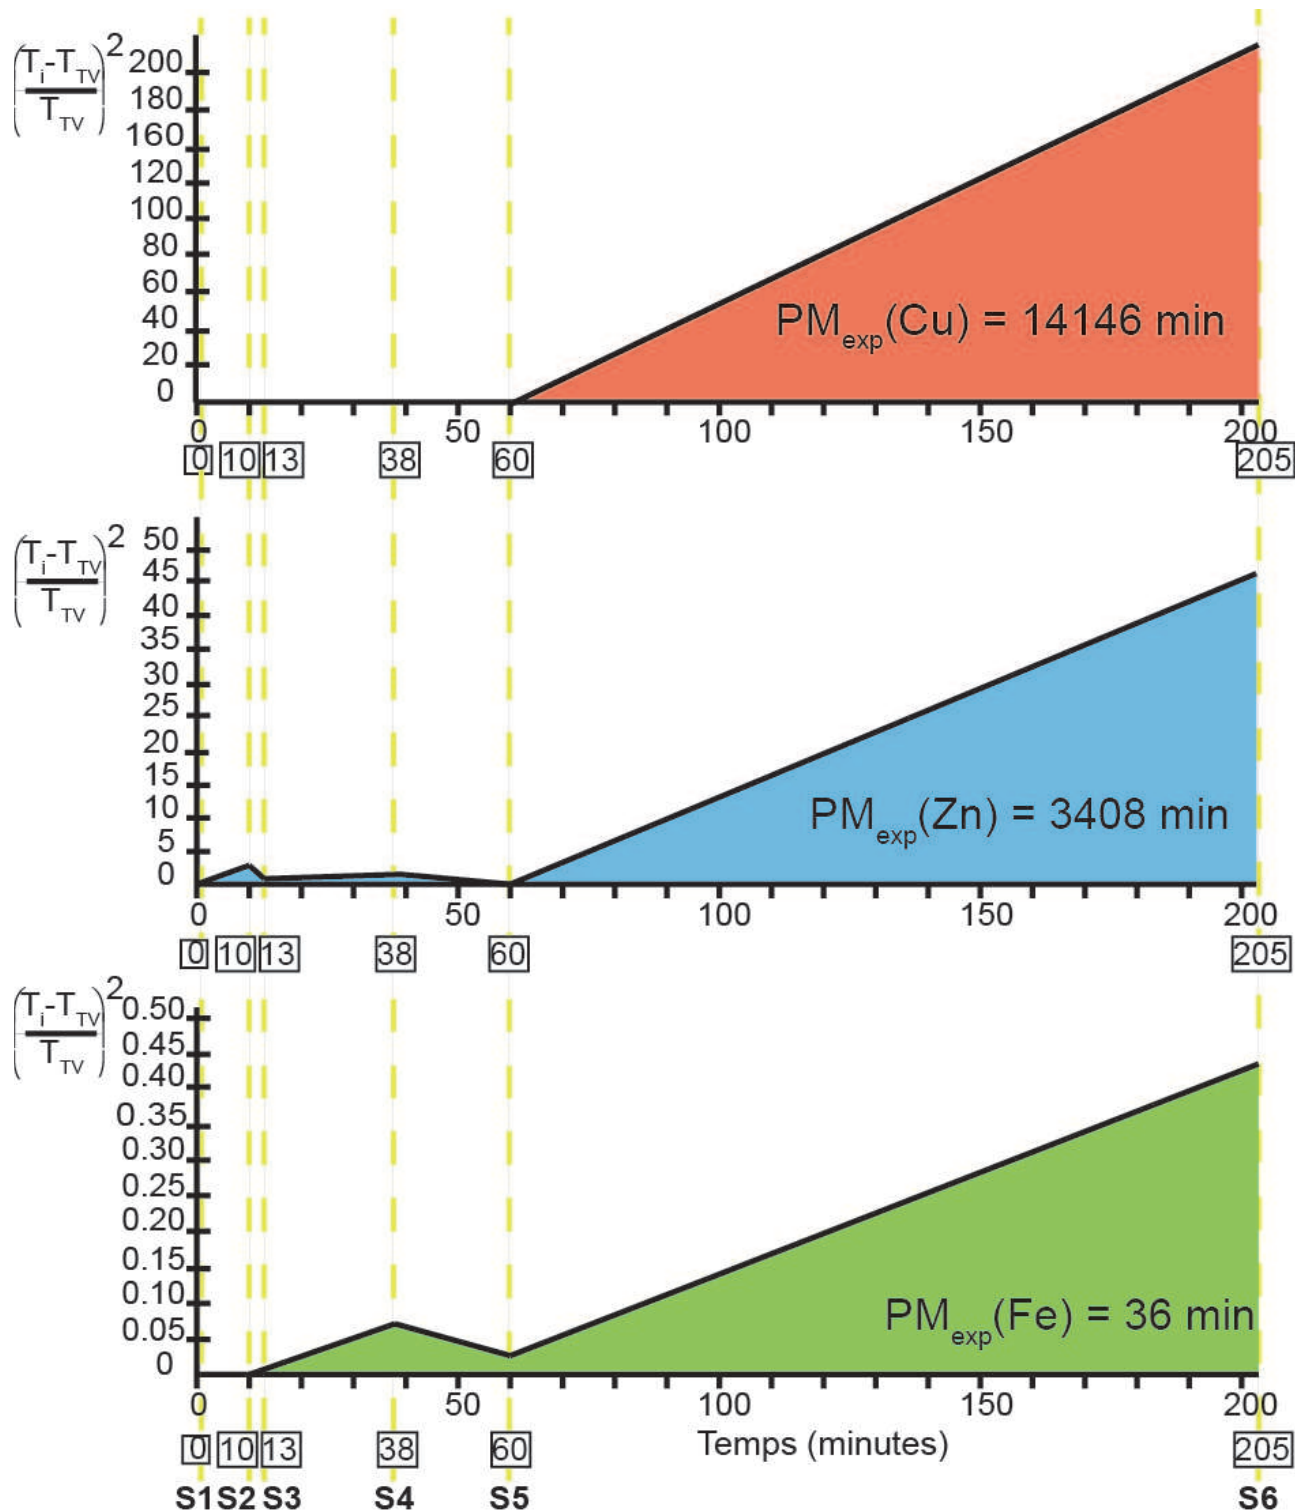 (Ti-TTV / TTV)2
200
180
160
120
100
80
60
40
20
0
PMexp(Cu) = 14146 min
0 50 100 150 200
0 10 13 38 60 205
(Ti-TTV / TTV)2
50
45
40
35
30
25
20
15
10
5
0
PMexp(Zn) = 3408 min
0 50 100 150 200
0 10 13 38 60 205
(Ti-TTV / TTV)2
0.50
0.45
0.40
0.35
0.30
0.25
0.20
0.15
0.10
0.05
0
PMexp(Fe) = 36 min
0 50 100 150 200
Temps (minutes)
0 10 13 38 60 205
S1 S2 S3 S4 S5 S6